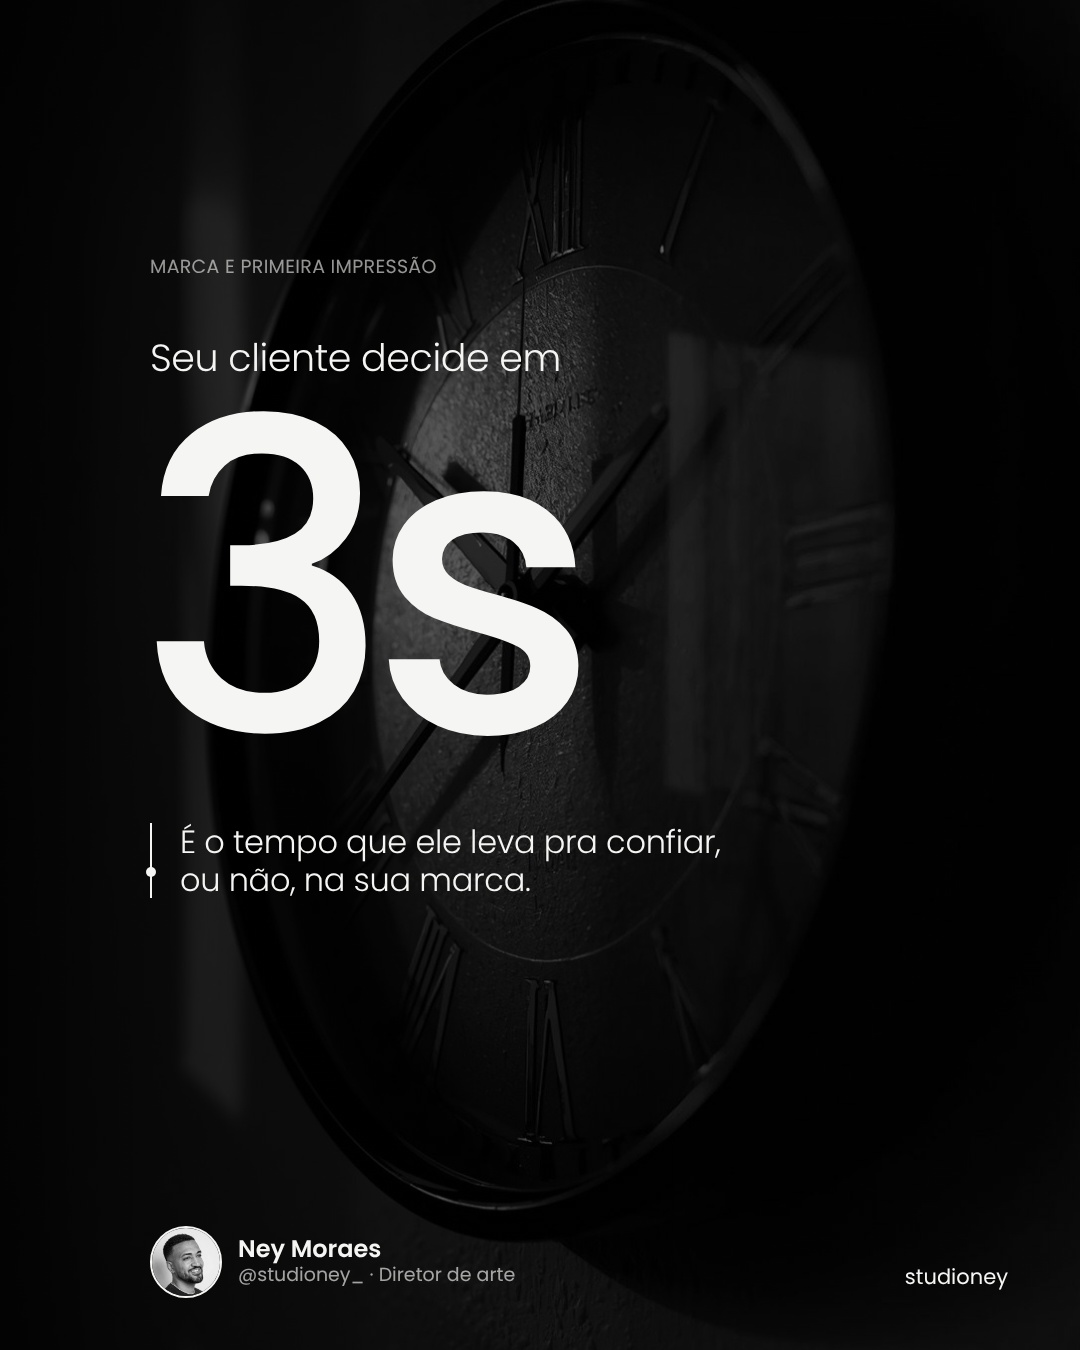 MARCA E PRIMEIRA IMPRESSÃO
Seu cliente decide em
3s
É o tempo que ele leva pra confiar,
ou não, na sua marca.
Ney Moraes
@studioney_ · Diretor de arte
studioney